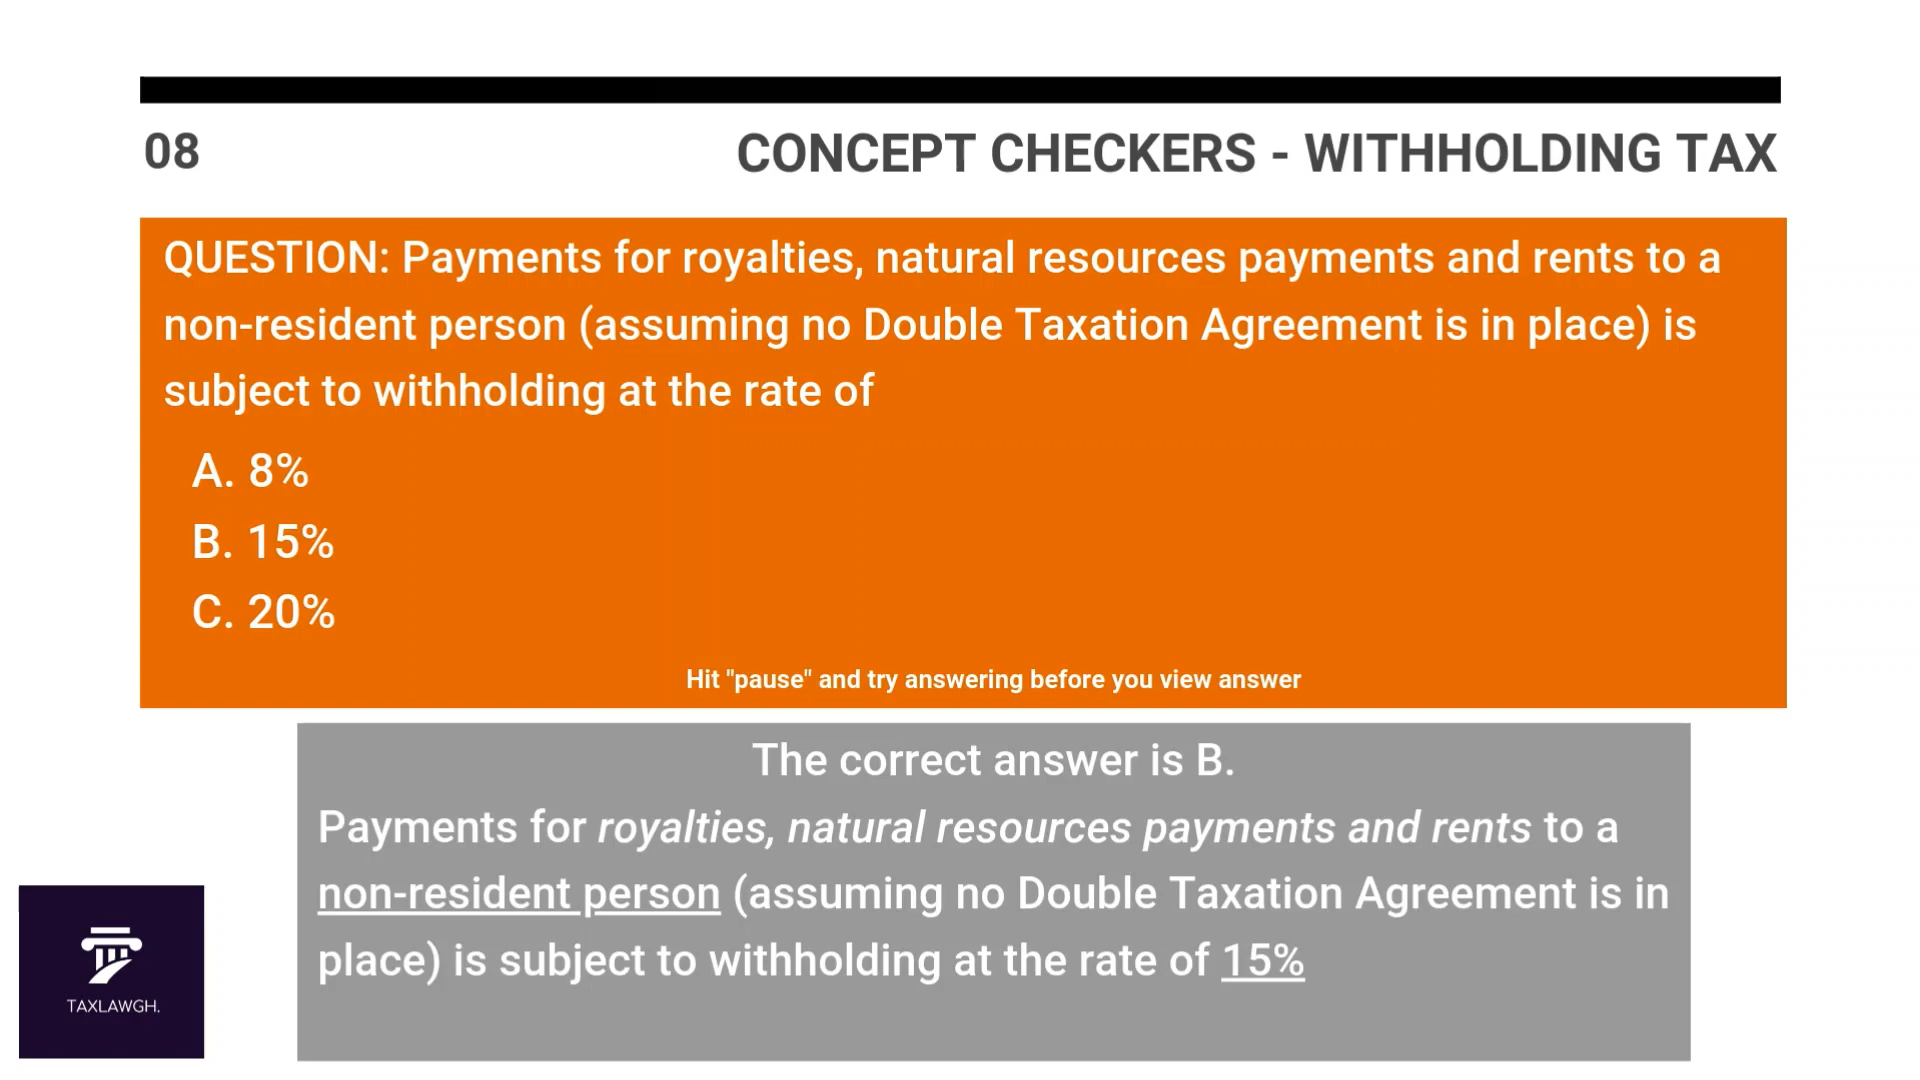 08
CONCEPT CHECKERS - WITHHOLDING TAX
QUESTION: Payments for royalties, natural resources payments and rents to a
non-resident person (assuming no Double Taxation Agreement is in place) is
subject to withholding at the rate of
A. 8%
B. 15%
C. 20%
Hit "pause" and try answering before you view answer
The correct answer is B.
Payments for royalties, natural resources payments and rents to a
non-resident person (assuming no Double Taxation Agreement is in
place) is subject to withholding at the rate of 15%
TAXLAWGH.